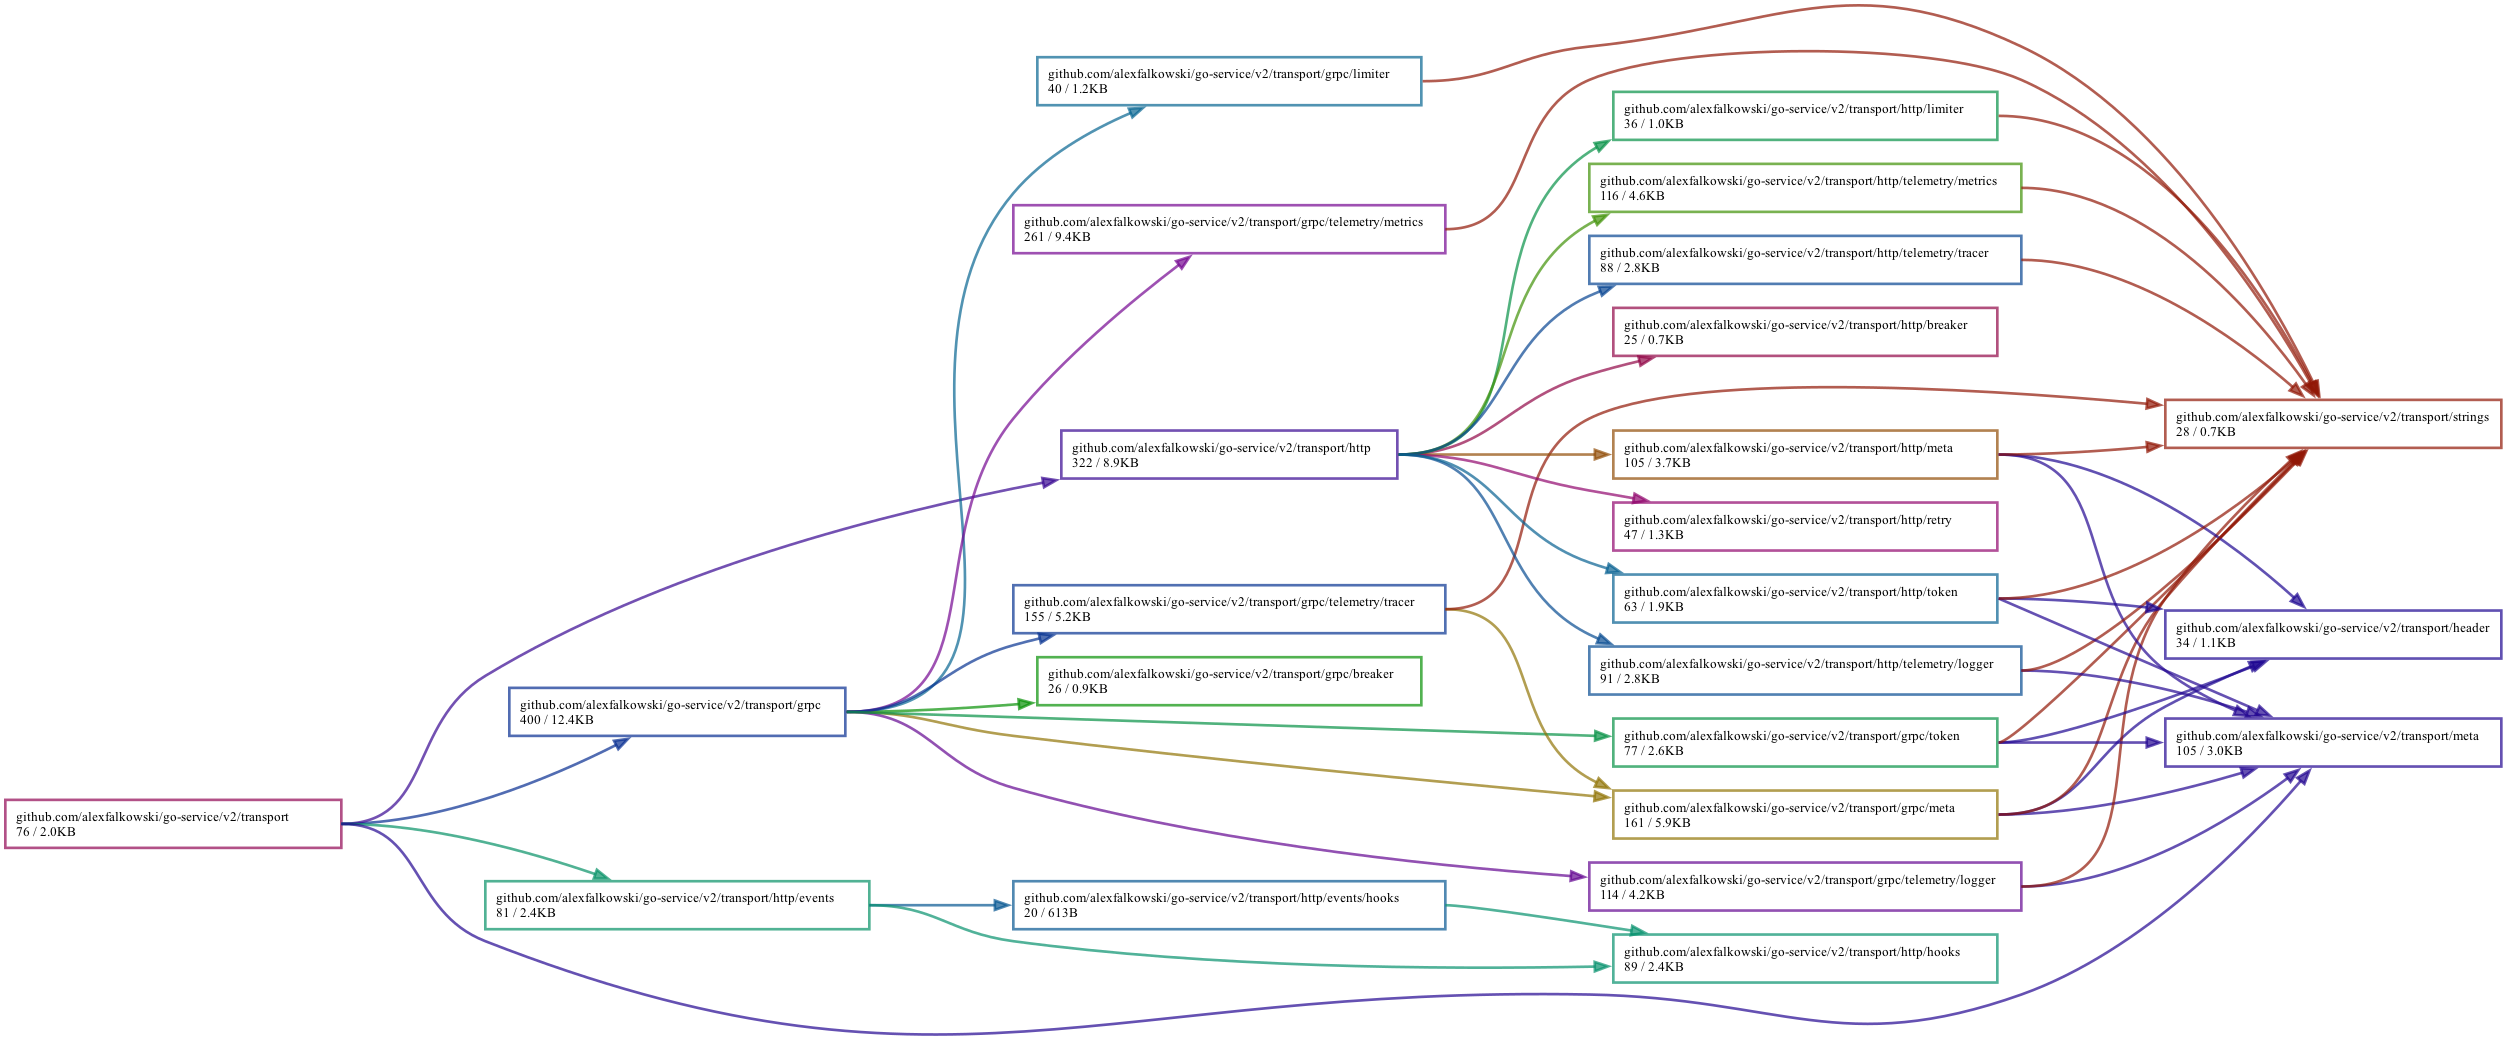 github.com/alexfalkowski/go-service/v2/transport/grpc/limiter
40 / 1.2KB
github.com/alexfalkowski/go-service/v2/transport/http/limiter
36 / 1.0KB
github.com/alexfalkowski/go-service/v2/transport/http/telemetry/metrics
116 / 4.6KB
github.com/alexfalkowski/go-service/v2/transport/grpc/telemetry/metrics
261 / 9.4KB
github.com/alexfalkowski/go-service/v2/transport/http/telemetry/tracer
88 / 2.8KB
github.com/alexfalkowski/go-service/v2/transport/http/breaker
25 / 0.7KB
github.com/alexfalkowski/go-service/v2/transport/strings
28 / 0.7KB
github.com/alexfalkowski/go-service/v2/transport/http
322 / 8.9KB
github.com/alexfalkowski/go-service/v2/transport/http/meta
105 / 3.7KB
github.com/alexfalkowski/go-service/v2/transport/http/retry
47 / 1.3KB
github.com/alexfalkowski/go-service/v2/transport/http/token
63 / 1.9KB
github.com/alexfalkowski/go-service/v2/transport/grpc/telemetry/tracer
155 / 5.2KB
github.com/alexfalkowski/go-service/v2/transport/header
34 / 1.1KB
github.com/alexfalkowski/go-service/v2/transport/http/telemetry/logger
91 / 2.8KB
github.com/alexfalkowski/go-service/v2/transport/grpc/breaker
26 / 0.9KB
github.com/alexfalkowski/go-service/v2/transport/grpc
400 / 12.4KB
github.com/alexfalkowski/go-service/v2/transport/grpc/token
77 / 2.6KB
github.com/alexfalkowski/go-service/v2/transport/meta
105 / 3.0KB
github.com/alexfalkowski/go-service/v2/transport/grpc/meta
161 / 5.9KB
github.com/alexfalkowski/go-service/v2/transport
76 / 2.0KB
github.com/alexfalkowski/go-service/v2/transport/grpc/telemetry/logger
114 / 4.2KB
github.com/alexfalkowski/go-service/v2/transport/http/events
81 / 2.4KB
github.com/alexfalkowski/go-service/v2/transport/http/events/hooks
20 / 613B
github.com/alexfalkowski/go-service/v2/transport/http/hooks
89 / 2.4KB